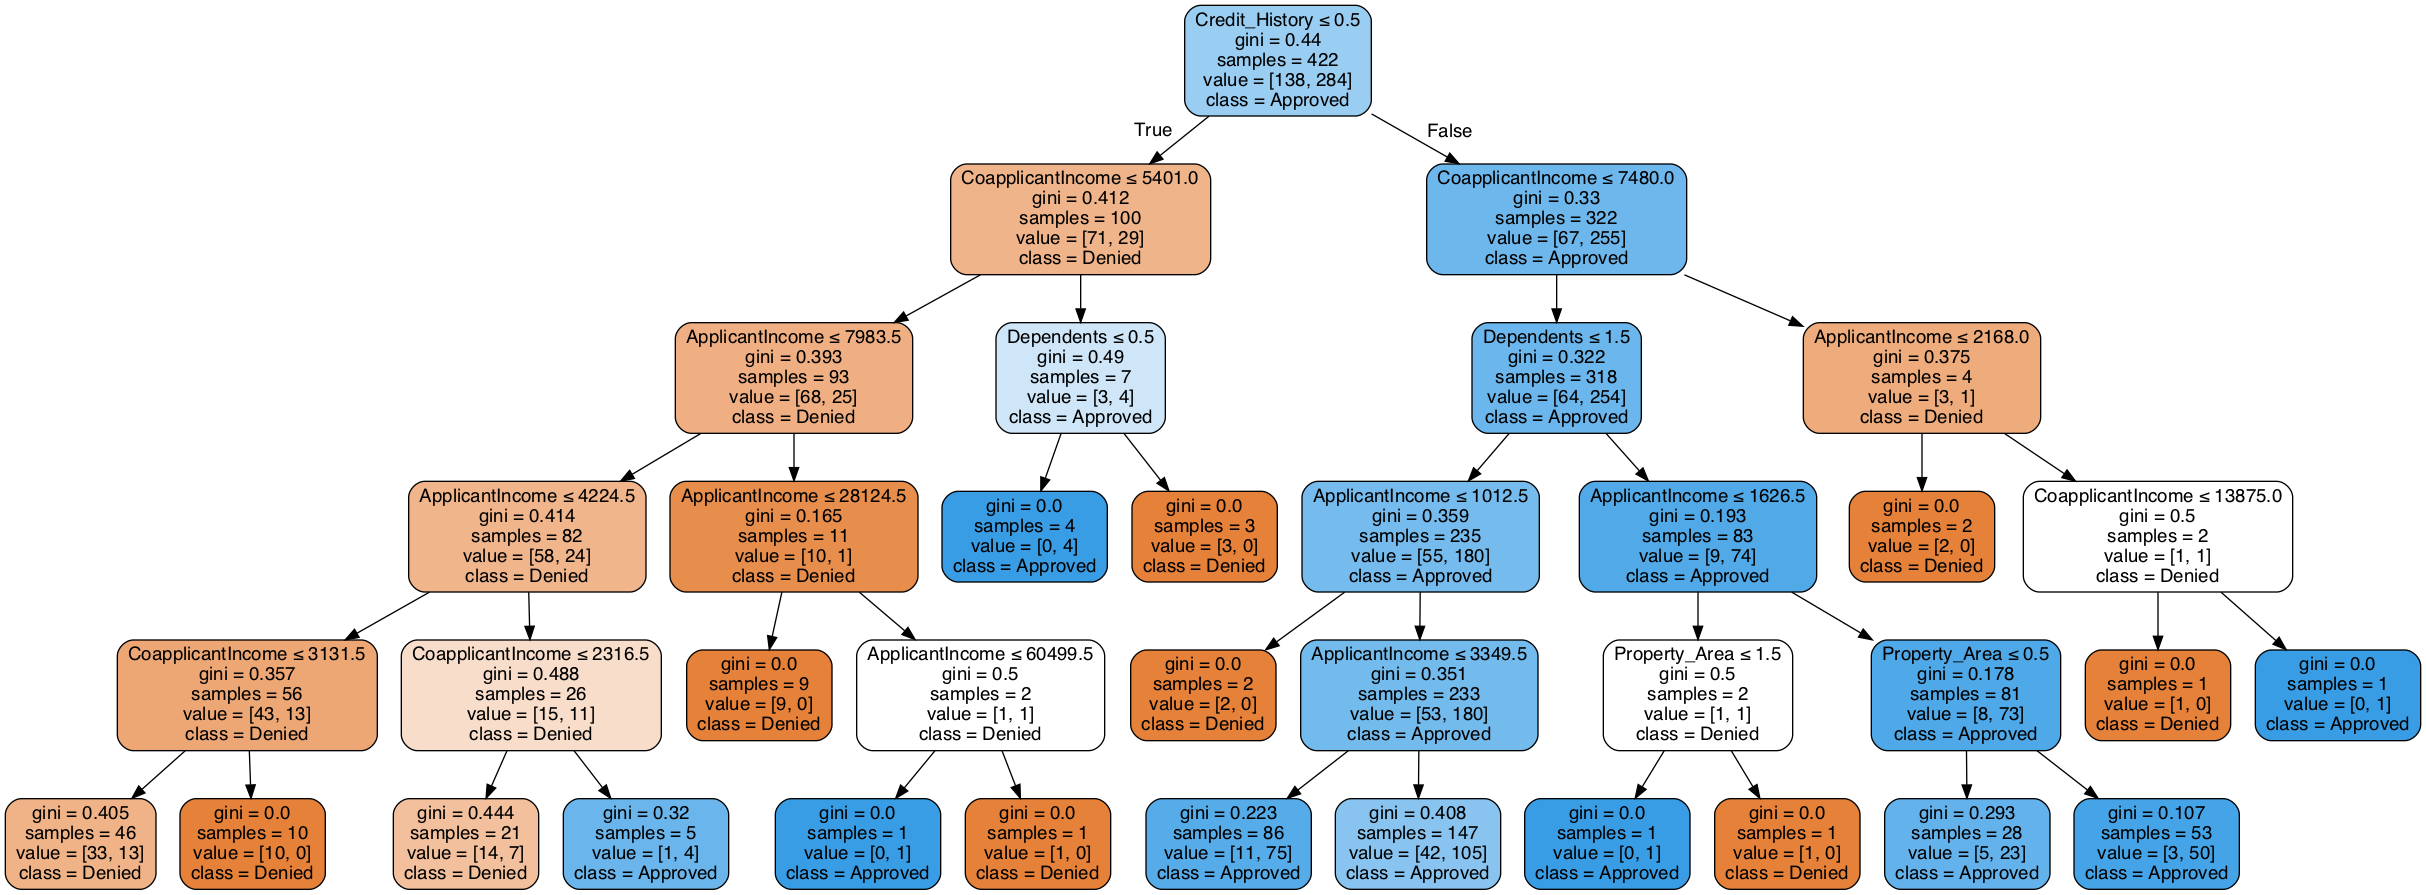 Credit_History ≤ 0.5
gini = 0.44
samples = 422
value = [138, 284]
class = Approved
True
False
CoapplicantIncome ≤ 5401.0
gini = 0.412
samples = 100
value = [71, 29]
class = Denied
CoapplicantIncome ≤ 7480.0
gini = 0.33
samples = 322
value = [67, 255]
class = Approved
ApplicantIncome ≤ 7983.5
gini = 0.393
samples = 93
value = [68, 25]
class = Denied
Dependents ≤ 0.5
gini = 0.49
samples = 7
value = [3, 4]
class = Approved
Dependents ≤ 1.5
gini = 0.322
samples = 318
value = [64, 254]
class = Approved
ApplicantIncome ≤ 2168.0
gini = 0.375
samples = 4
value = [3, 1]
class = Denied
ApplicantIncome ≤ 4224.5
gini = 0.414
samples = 82
value = [58, 24]
class = Denied
ApplicantIncome ≤ 28124.5
gini = 0.165
samples = 11
value = [10, 1]
class = Denied
gini = 0.0
samples = 4
value = [0, 4]
class = Approved
gini = 0.0
samples = 3
value = [3, 0]
class = Denied
ApplicantIncome ≤ 1012.5
gini = 0.359
samples = 235
value = [55, 180]
class = Approved
ApplicantIncome ≤ 1626.5
gini = 0.193
samples = 83
value = [9, 74]
class = Approved
gini = 0.0
samples = 2
value = [2, 0]
class = Denied
CoapplicantIncome ≤ 13875.0
gini = 0.5
samples = 2
value = [1, 1]
class = Denied
CoapplicantIncome ≤ 3131.5
gini = 0.357
samples = 56
value = [43, 13]
class = Denied
CoapplicantIncome ≤ 2316.5
gini = 0.488
samples = 26
value = [15, 11]
class = Denied
gini = 0.0
samples = 9
value = [9, 0]
class = Denied
ApplicantIncome ≤ 60499.5
gini = 0.5
samples = 2
value = [1, 1]
class = Denied
gini = 0.0
samples = 2
value = [2, 0]
class = Denied
ApplicantIncome ≤ 3349.5
gini = 0.351
samples = 233
value = [53, 180]
class = Approved
Property_Area ≤ 1.5
gini = 0.5
samples = 2
value = [1, 1]
class = Denied
Property_Area ≤ 0.5
gini = 0.178
samples = 81
value = [8, 73]
class = Approved
gini = 0.0
samples = 1
value = [1, 0]
class = Denied
gini = 0.0
samples = 1
value = [0, 1]
class = Approved
gini = 0.405
samples = 46
value = [33, 13]
class = Denied
gini = 0.0
samples = 10
value = [10, 0]
class = Denied
gini = 0.444
samples = 21
value = [14, 7]
class = Denied
gini = 0.32
samples = 5
value = [1, 4]
class = Approved
gini = 0.0
samples = 1
value = [0, 1]
class = Approved
gini = 0.0
samples = 1
value = [1, 0]
class = Denied
gini = 0.223
samples = 86
value = [11, 75]
class = Approved
gini = 0.408
samples = 147
value = [42, 105]
class = Approved
gini = 0.0
samples = 1
value = [0, 1]
class = Approved
gini = 0.0
samples = 1
value = [1, 0]
class = Denied
gini = 0.293
samples = 28
value = [5, 23]
class = Approved
gini = 0.107
samples = 53
value = [3, 50]
class = Approved